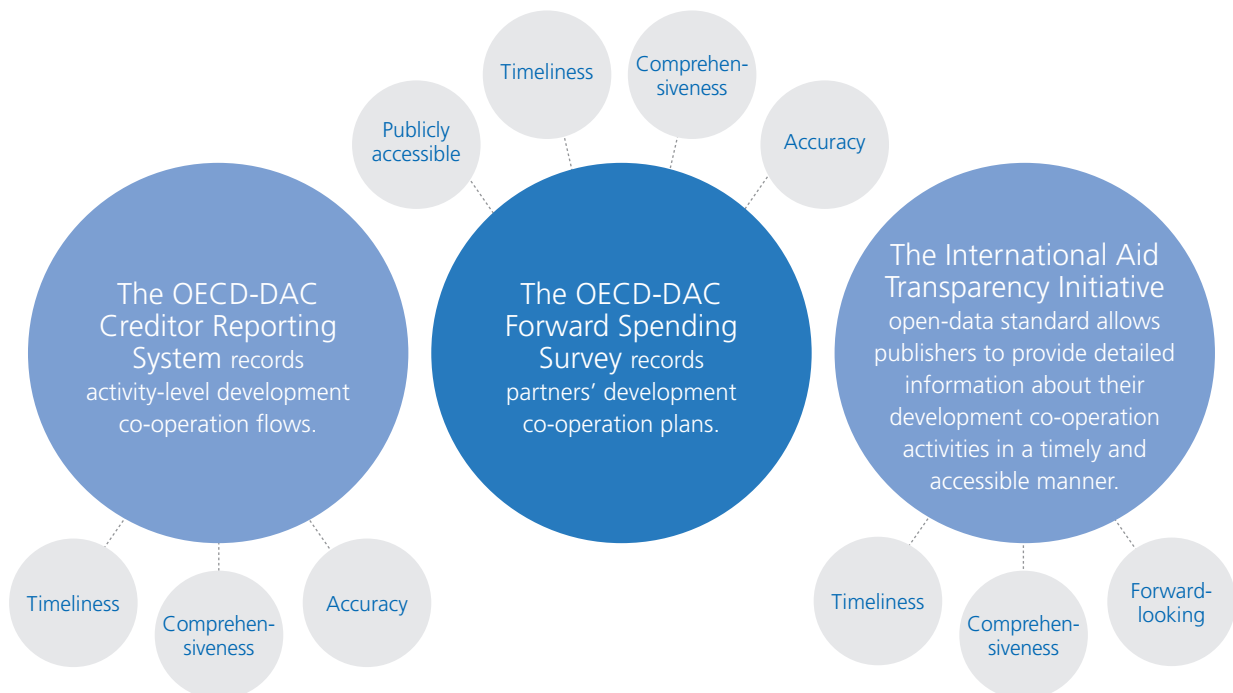 Timeliness
Comprehen-
siveness
Publicly
accessible
Accuracy
The OECD-DAC
Creditor Reporting
System records
activity-level development
co-operation flows.
The OECD-DAC
Forward Spending
Survey records
partners’ development
co-operation plans.
The International Aid
Transparency Initiative
open-data standard allows
publishers to provide detailed
information about their
development co-operation
activities in a timely and
accessible manner.
Timeliness
Comprehen-
siveness
Accuracy
Timeliness
Comprehen-
siveness
Forward-
looking